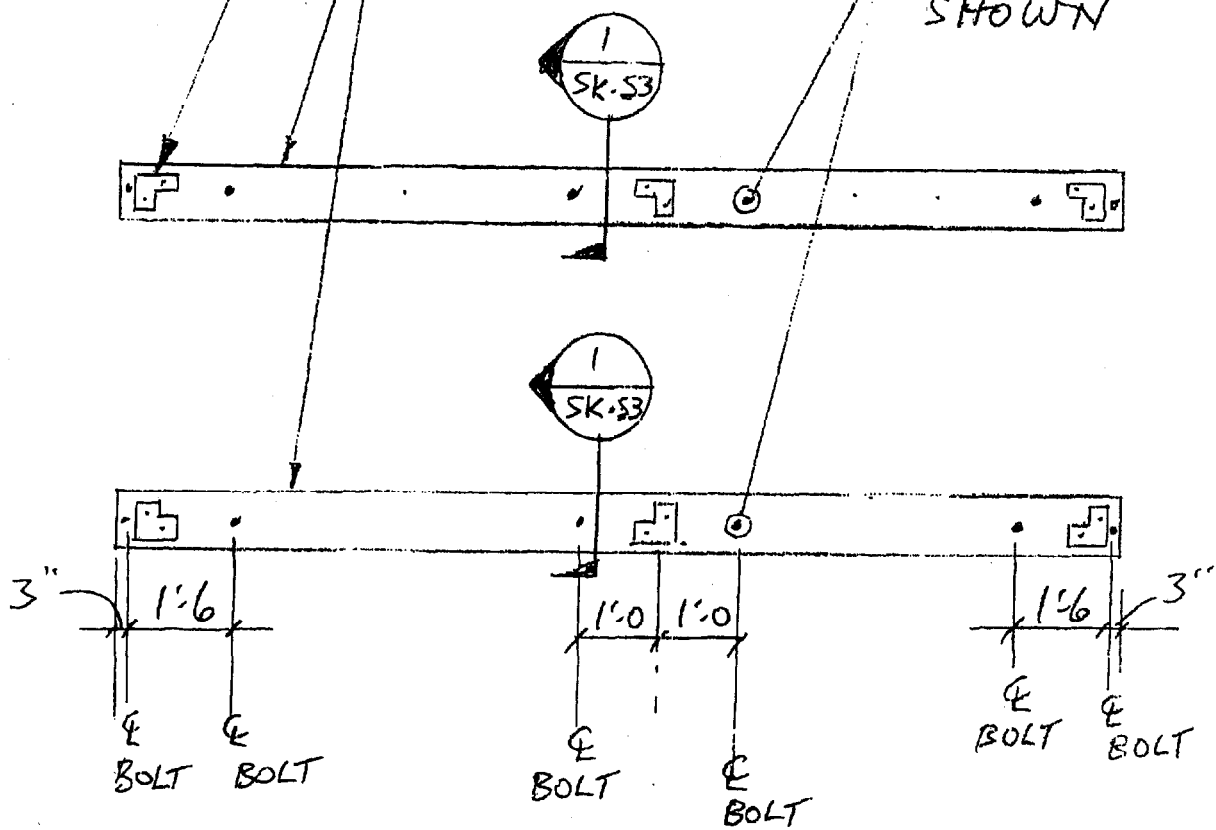 SHOWN
1
SK-S3
1
SK-S3
3"
1'-6
1'-0
1'-0
1'-6
3"
℄
BOLT
℄
BOLT
℄
BOLT
℄
BOLT
℄
BOLT
℄
BOLT